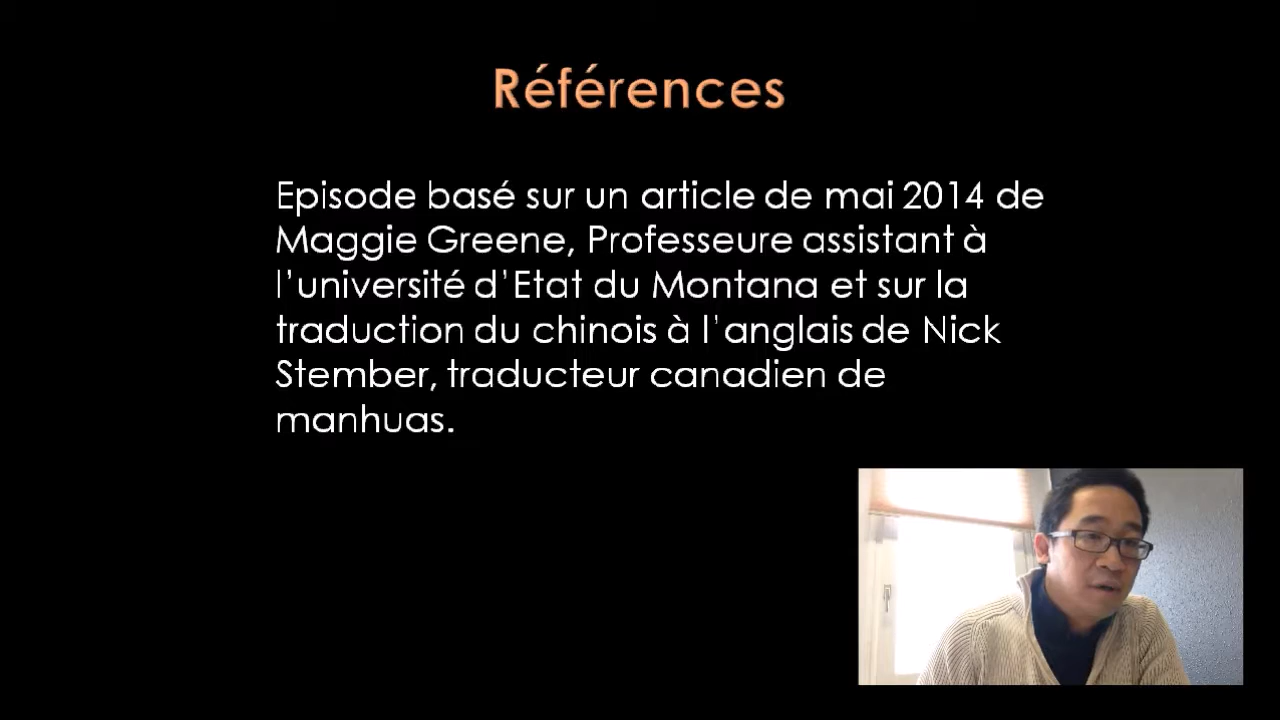 Références
Episode basé sur un article de mai 2014 de
Maggie Greene, Professeure assistant à
l'université d'Etat du Montana et sur la
traduction du chinois à l'anglais de Nick
Stember, traducteur canadien de
manhuas.